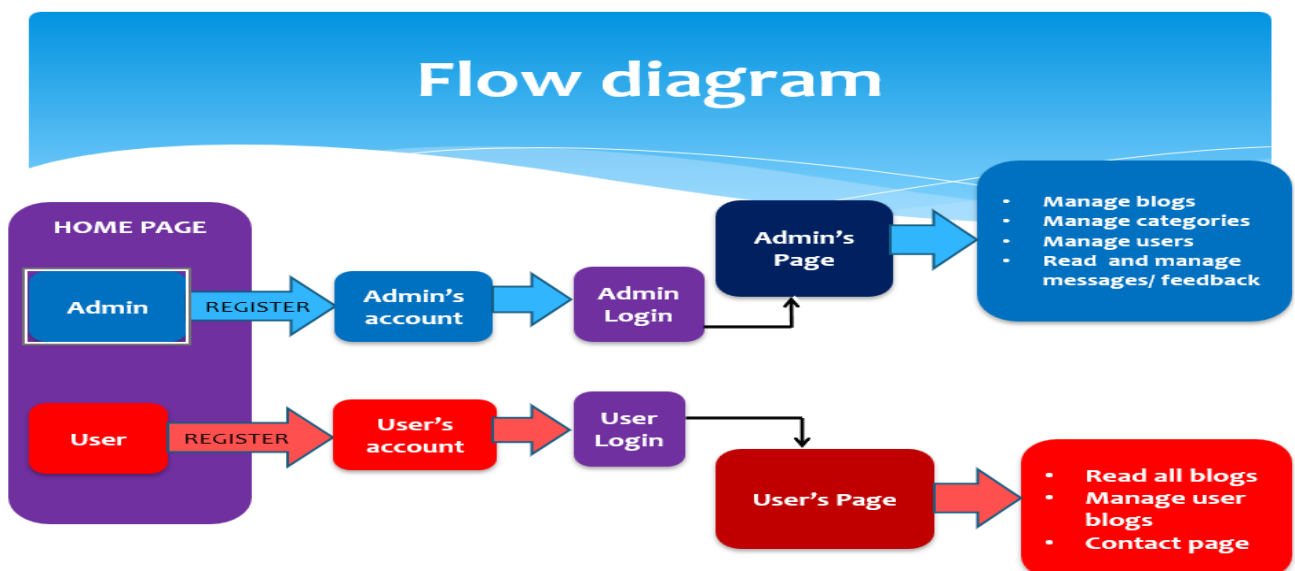 Flow diagram
HOME PAGE
Admin
REGISTER
Admin's
account
Admin
Login
Admin's
Page
• Manage blogs
• Manage categories
• Manage users
• Read and manage
messages/ feedback
User
REGISTER
User's
account
User
Login
User's Page
• Read all blogs
• Manage user
blogs
• Contact page